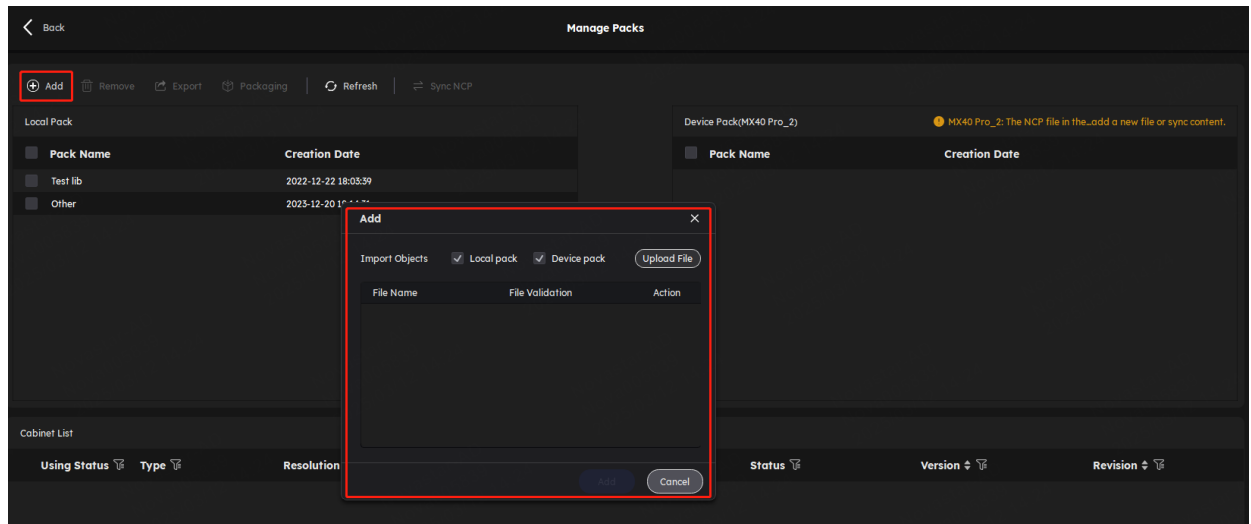 Back
Manage Packs
Add Remove Export Packaging Refresh Sync NCP
Local Pack
Pack Name Creation Date
Test lib 2022-12-22 18:03:39
Other 2023-12-20
Device Pack(MX40 Pro_2) MX40 Pro_2: The NCP file in the...add a new file or sync content.
Pack Name Creation Date
Add
Import Objects Local pack Device pack Upload File
File Name File Validation Action
Add Cancel
Cabinet List
Using Status Type Resolution Status Version Revision